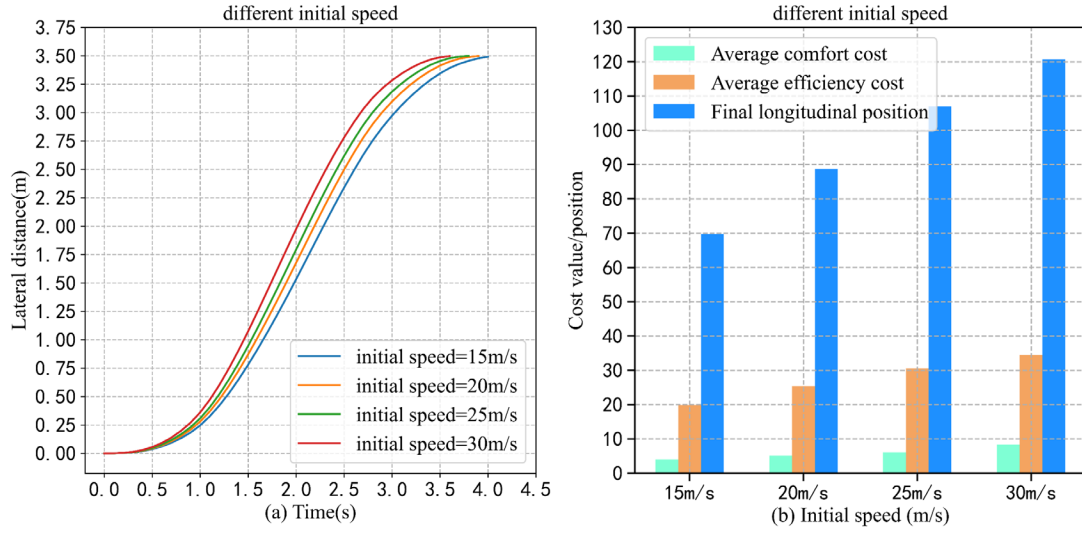 different initial speed
3. 75
3. 50
3. 25
3. 00
2. 75
2. 50
2. 25
2. 00
1. 75
1. 50
1. 25
1. 00
0. 75
0. 50
0. 25
0. 00
Lateral distance(m)
initial speed=15m/s
initial speed=20m/s
initial speed=25m/s
initial speed=30m/s
0. 0 0. 5 1. 0 1. 5 2. 0 2. 5 3. 0 3. 5 4. 0 4. 5
(a) Time(s)
different initial speed
130
120
110
100
90
80
70
60
50
40
30
20
10
0
Cost value/position
Average comfort cost
Average efficiency cost
Final longitudinal position
15m/s 20m/s 25m/s 30m/s
(b) Initial speed (m/s)